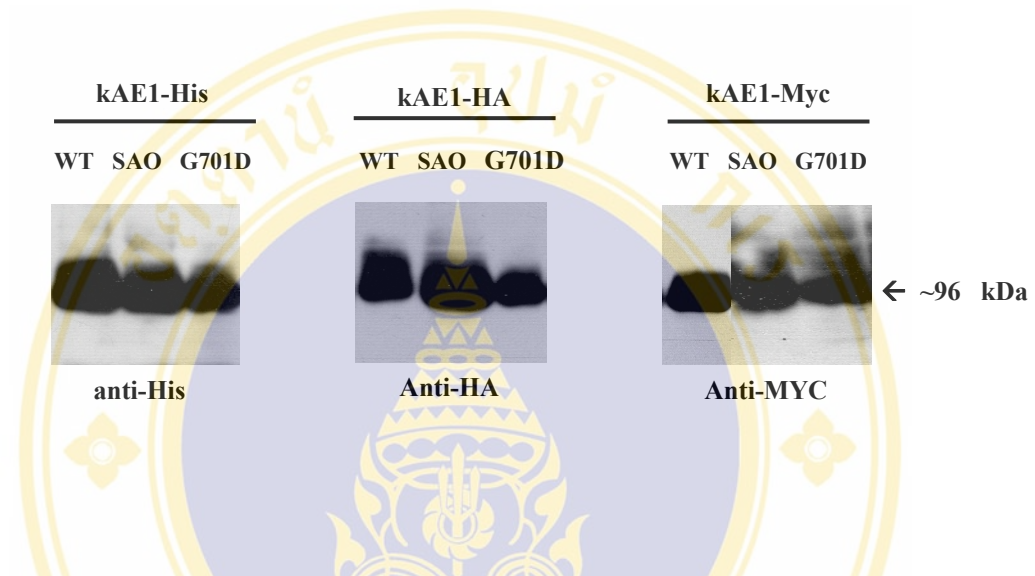 kAE1-His kAE1-HA kAE1-Myc
WT SAO G701D WT SAO G701D WT SAO G701D
← ~96 kDa
anti-His Anti-HA Anti-MYC